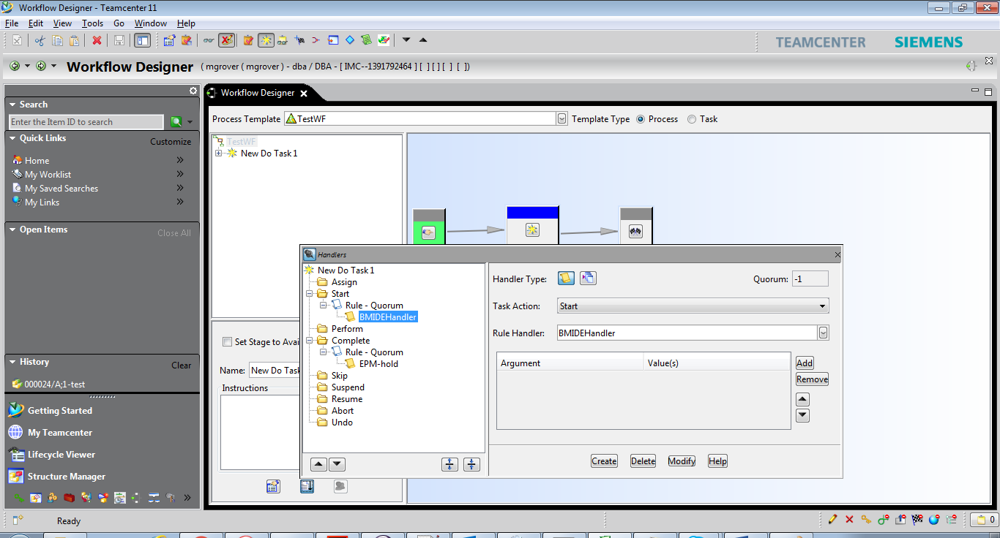 Workflow Designer - Teamcenter 11
File Edit View Tools Go Window Help
TEAMCENTER SIEMENS
Workflow Designer ( mgrover ( mgrover ) - dba / DBA - [ IMC--1391792464 ] [ ] [ ] [ ] [ ])
Workflow Designer
Search
Enter the Item ID to search
Quick Links Customize
Home
My Worklist
My Saved Searches
My Links
Open Items Close All
History Clear
000024/A;1-test
Getting Started
My Teamcenter
Lifecycle Viewer
Structure Manager
Process Template TestWF Template Type Process Task
TestWF
New Do Task 1
Set Stage to Avai
Name: New Do Task
Instructions
Handlers
New Do Task 1
Assign
Start
Rule - Quorum
BMIDEHandler
Perform
Complete
Rule - Quorum
EPM-hold
Skip
Suspend
Resume
Abort
Undo
Handler Type: Quorum: -1
Task Action: Start
Rule Handler: BMIDEHandler
Argument Value(s)
Add
Remove
Create Delete Modify Help
Ready
0